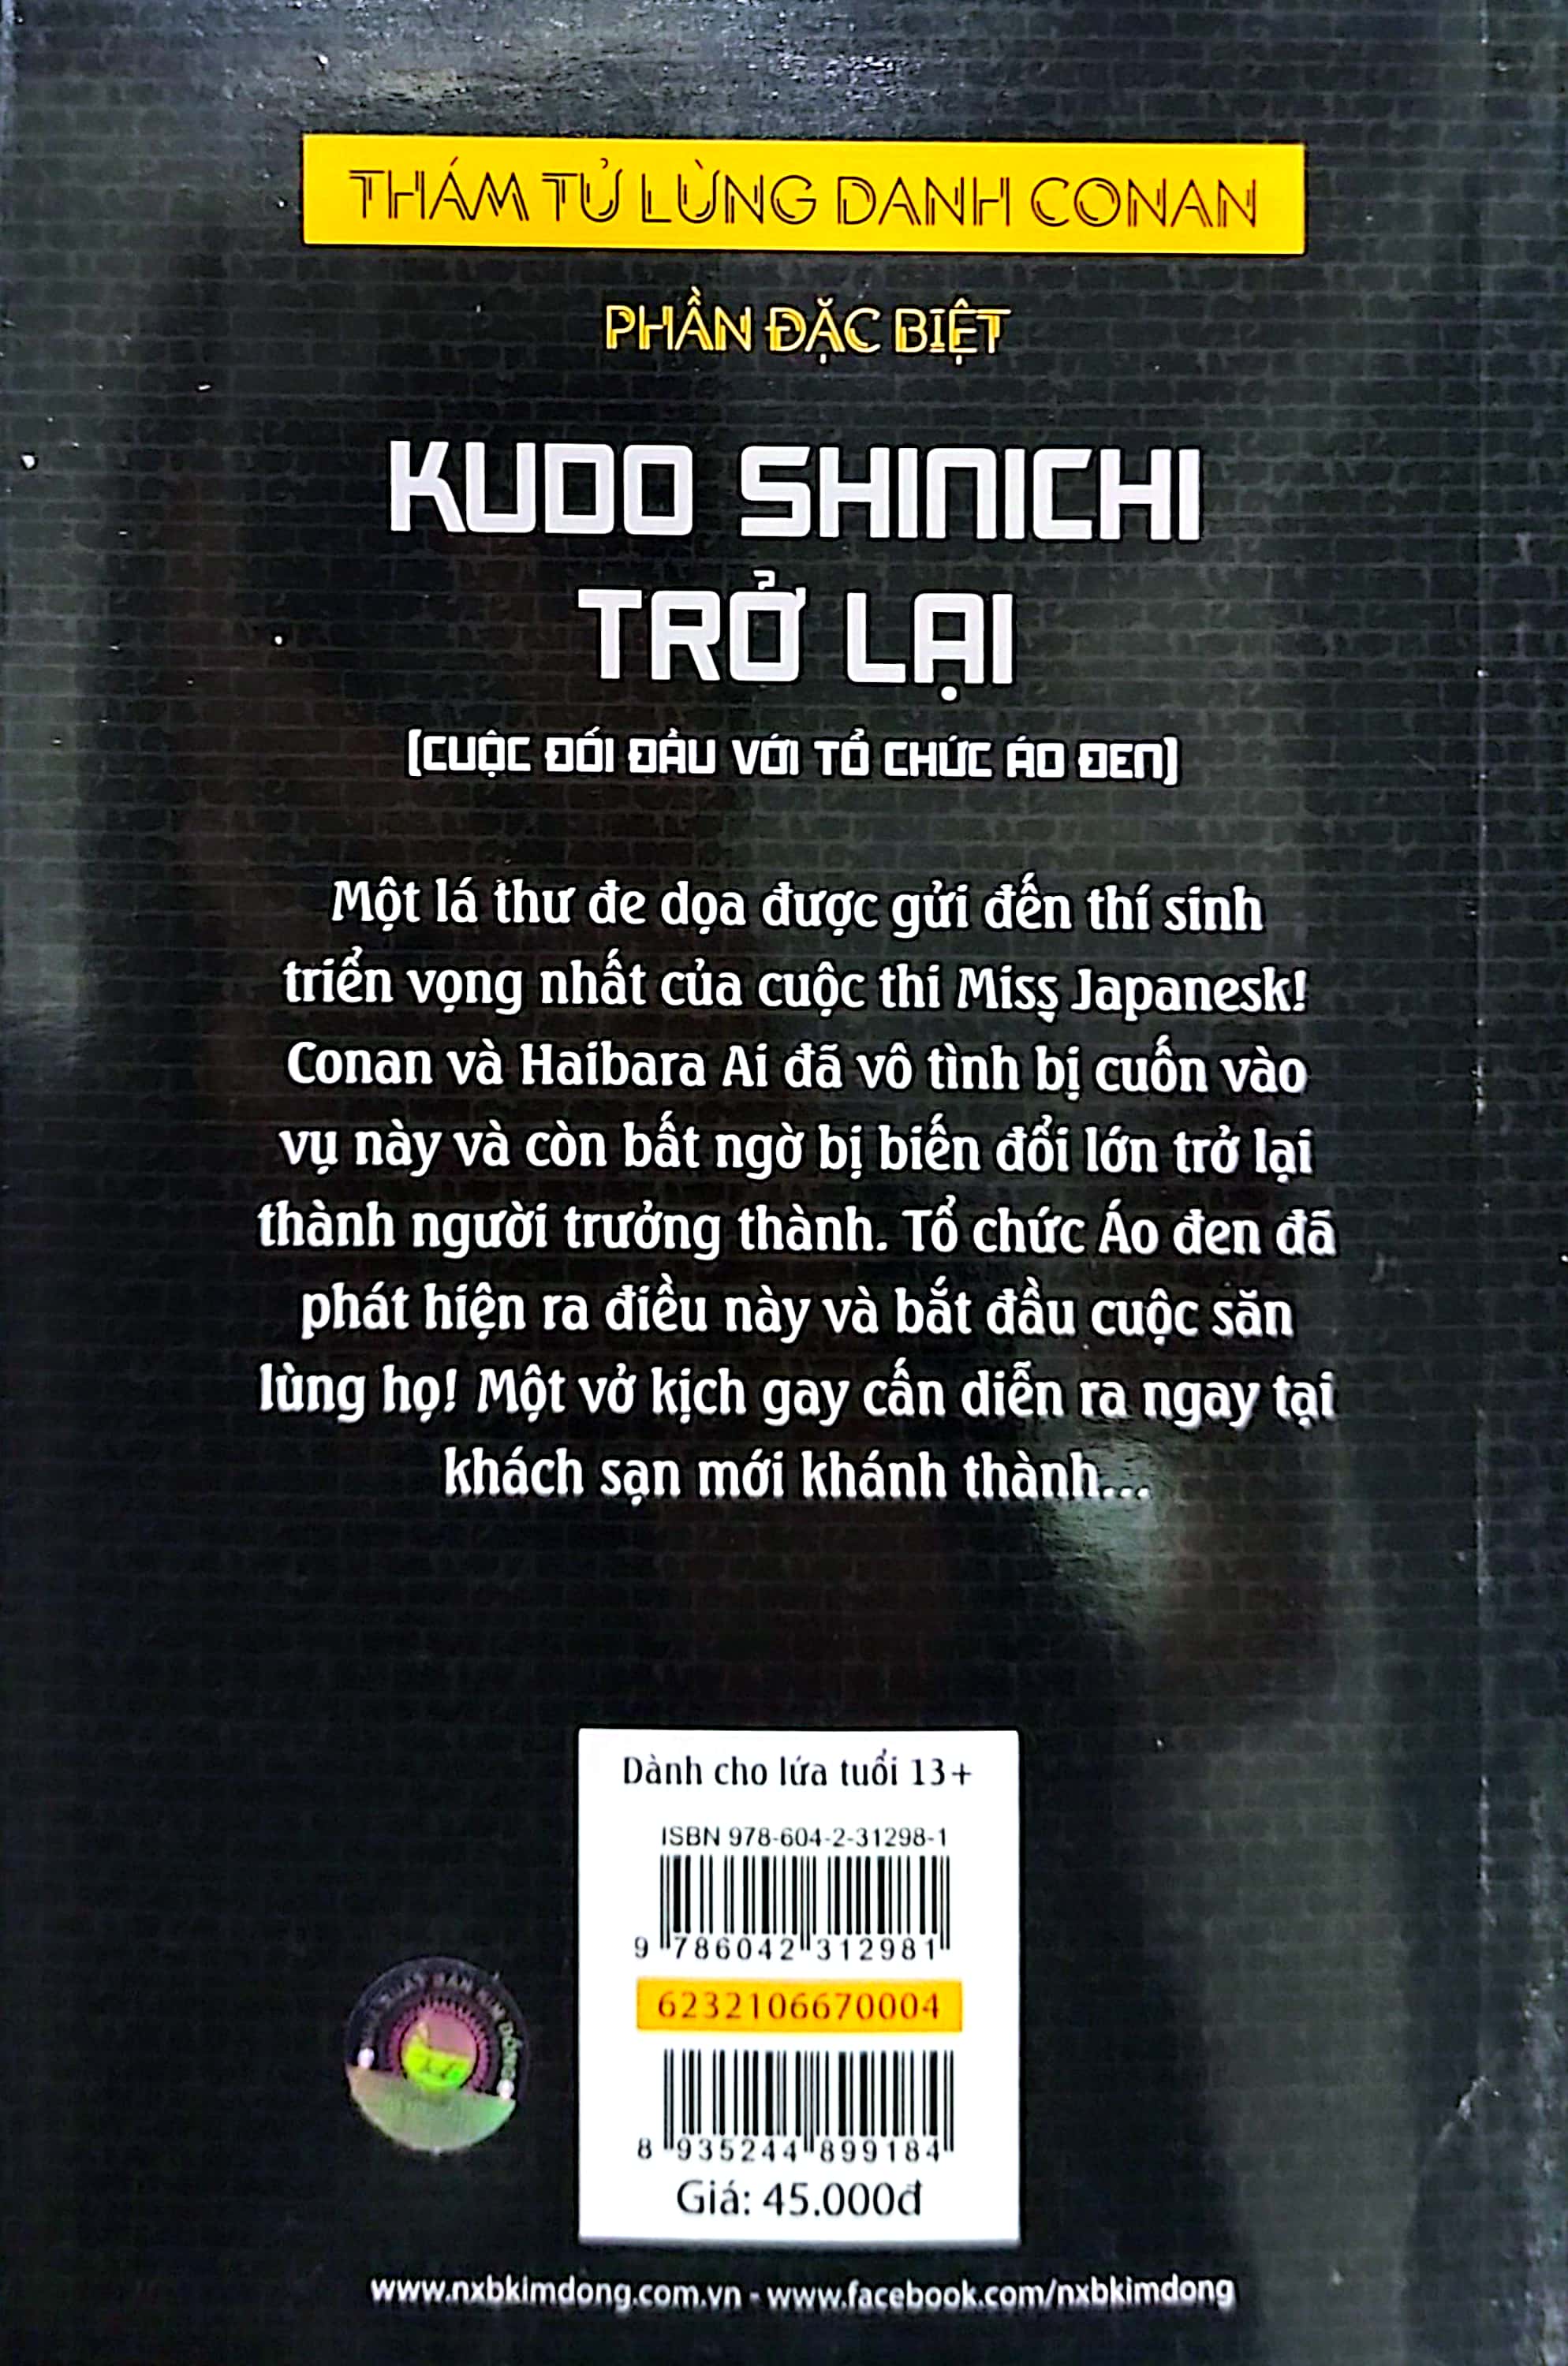 THÁM TỬ LỪNG DANH CONAN
PHẦN ĐẶC BIỆT
KUDO SHINICHI
TRỞ LẠI
(CUỘC ĐỐI ĐẦU VỚI TỔ CHỨC ÁO ĐEN)
Một lá thư đe dọa được gửi đến thí sinh
triển vọng nhất của cuộc thi Miss Japanesk!
Conan và Haibara Ai đã vô tình bị cuốn vào
vụ này và còn bất ngờ bị biến đổi lớn trở lại
thành người trưởng thành. Tổ chức Áo đen đã
phát hiện ra điều này và bắt đầu cuộc săn
lùng họ! Một vở kịch gay cấn diễn ra ngay tại
khách sạn mới khánh thành...
Dành cho lứa tuổi 13+
ISBN 978-604-2-31298-1
9 786042 312981
6232106670004
8 935244 899184
Giá: 45.000đ
www.nxbkimdong.com.vn - www.facebook.com/nxbkimdong